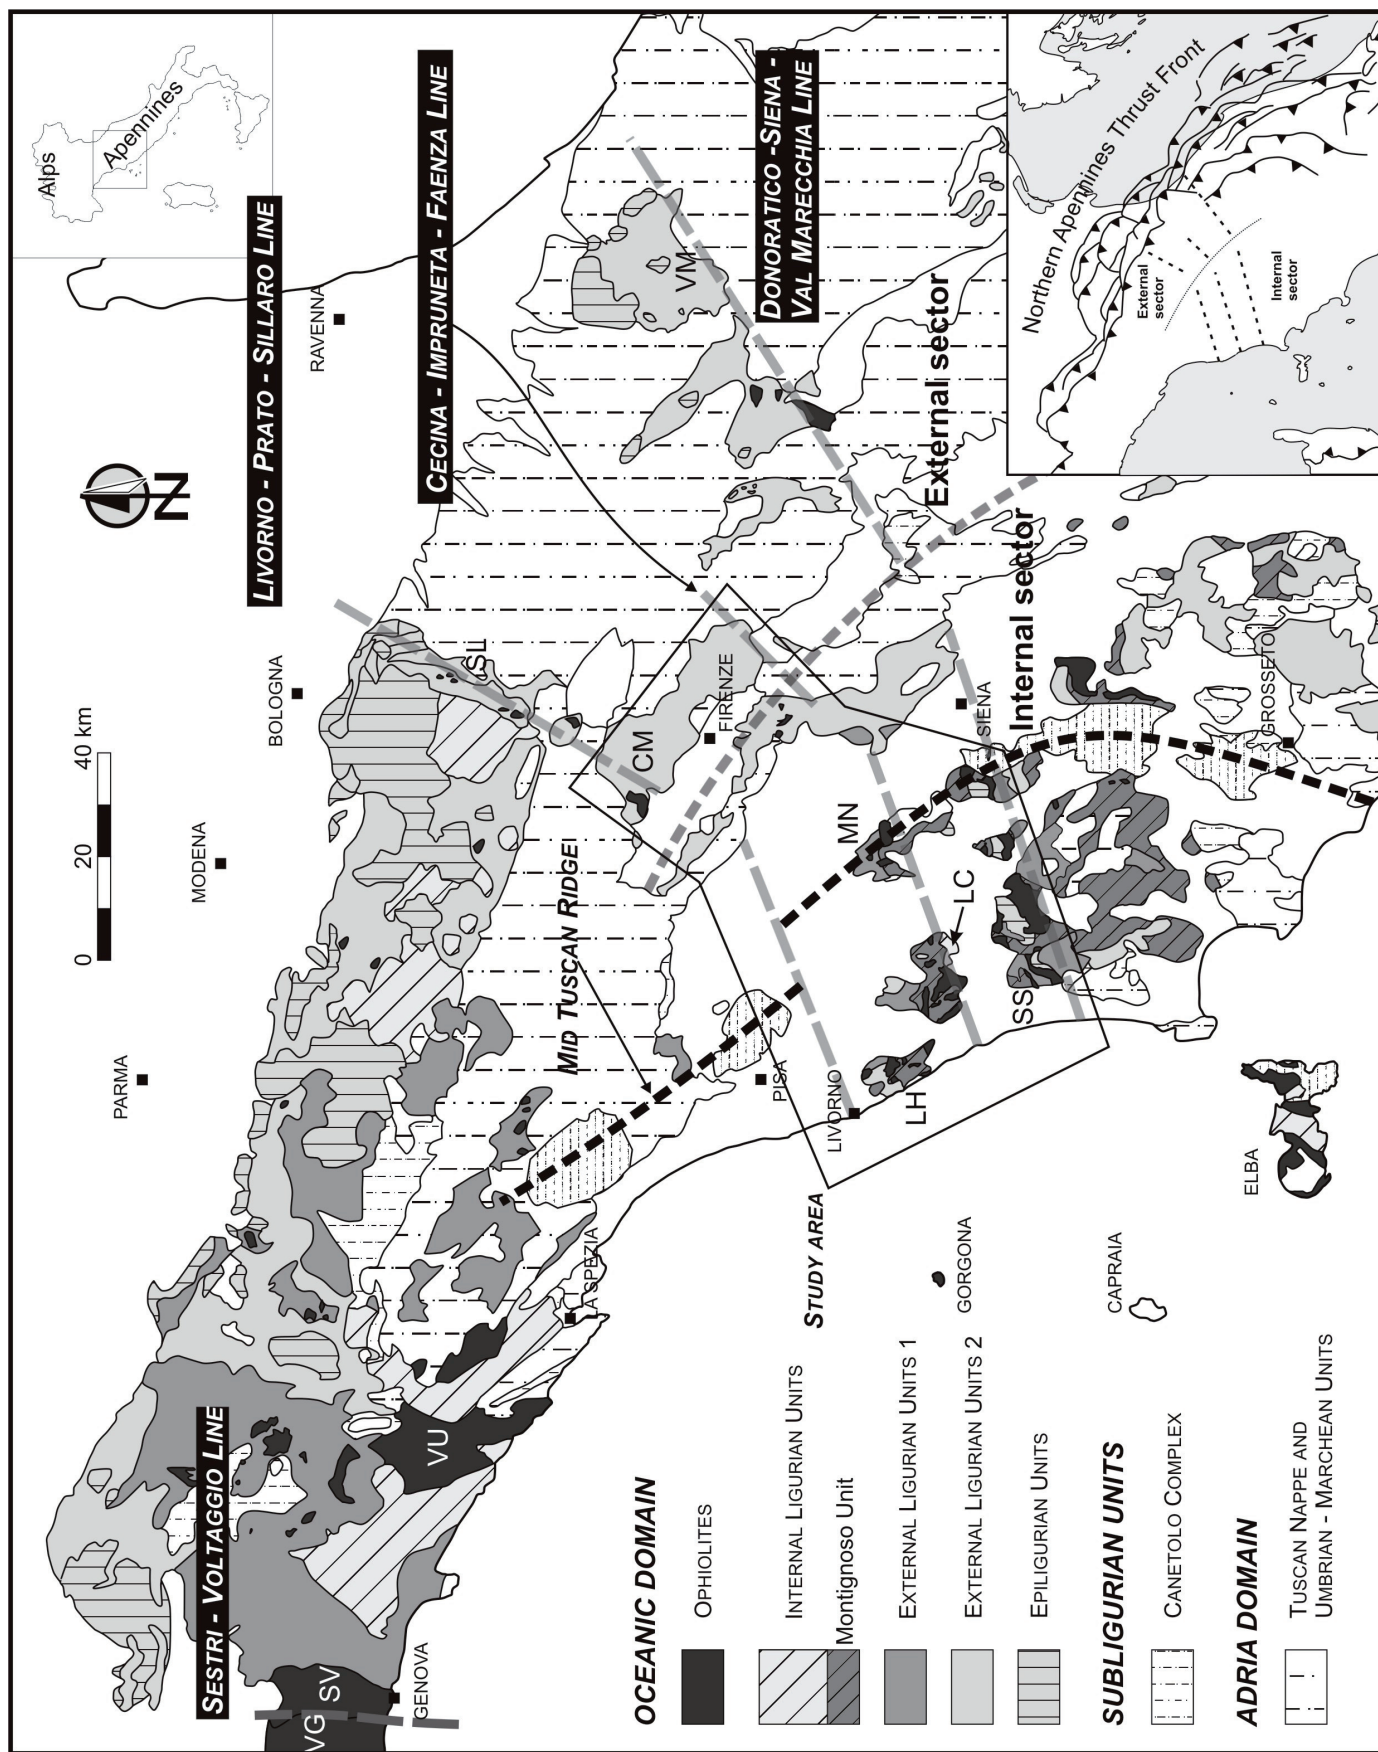 Alps
Apennines
LIVORNO - PRATO - SILLARO LINE
CECINA - IMPRUNETA - FAENZA LINE
DONORATICO -SIENA -
VAL MARECCHIA LINE
SESTRI - VOLTAGGIO LINE
N
0
20
40 km
PARMA
MODENA
BOLOGNA
RAVENNA
SL
VM
CM
FIRENZE
MID TUSCAN RIDGE
External sector
Internal sector
MN
LC
SIENA
SS
GROSSETO
PISA
LIVORNO
LH
STUDY AREA
LA SPEZIA
GORGONA
CAPRAIA
ELBA
VU
SV
VG
GENOVA
Northern Apennines Thrust Front
External
sector
Internal
sector
OCEANIC DOMAIN
OPHIOLITES
INTERNAL LIGURIAN UNITS
Montignoso Unit
EXTERNAL LIGURIAN UNITS 1
EXTERNAL LIGURIAN UNITS 2
EPILIGURIAN UNITS
SUBLIGURIAN UNITS
CANETOLO COMPLEX
ADRIA DOMAIN
TUSCAN NAPPE AND
UMBRIAN - MARCHEAN UNITS